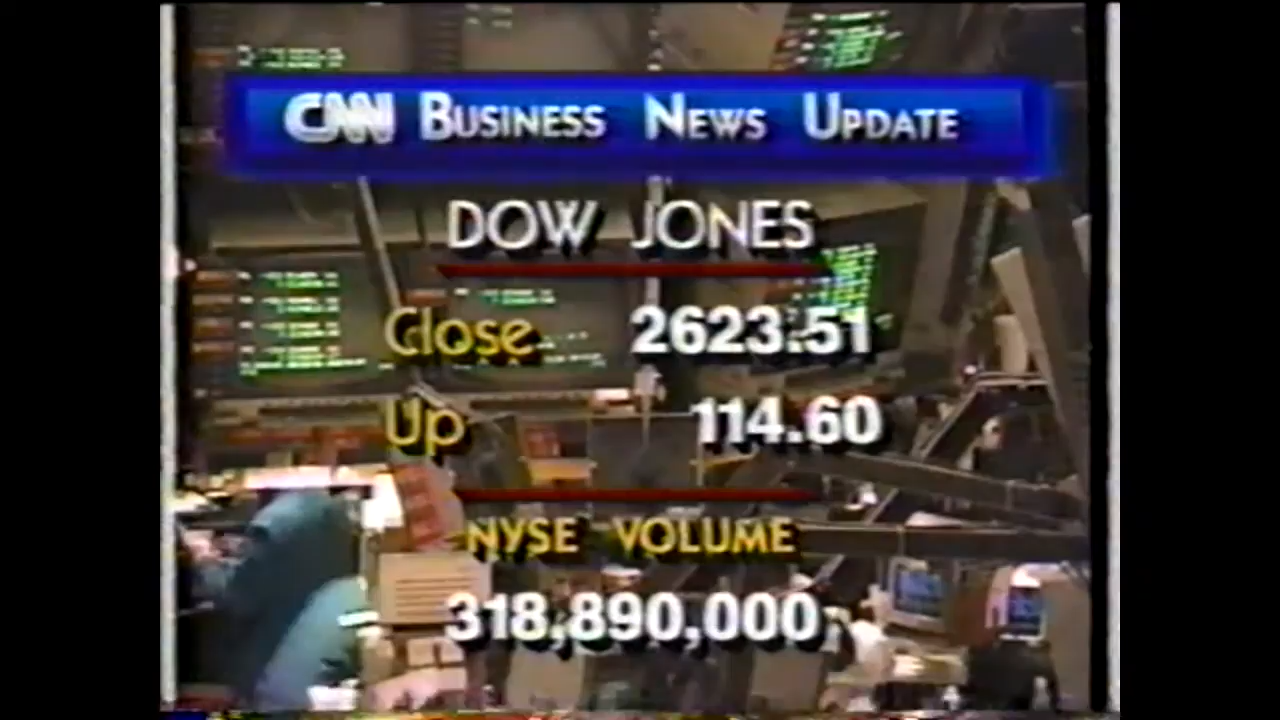 CNN BUSINESS NEWS UPDATE
DOW JONES
Close 2623.51
Up 114.60
NYSE VOLUME
318,890,000